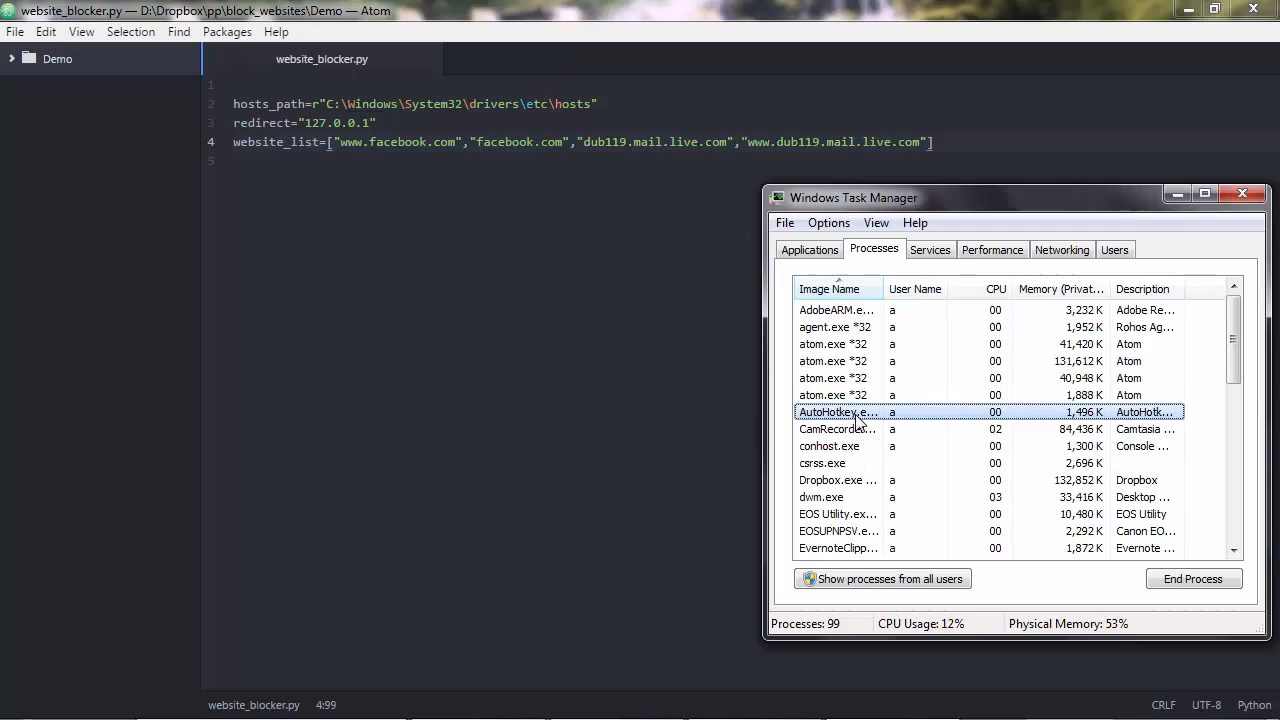 website_blocker.py — D:\Dropbox\pp\block_websites\Demo — Atom
File Edit View Selection Find Packages Help
Demo
website_blocker.py
1
2 hosts_path=r"C:\Windows\System32\drivers\etc\hosts"
3 redirect="127.0.0.1"
4 website_list=["www.facebook.com","facebook.com","dub119.mail.live.com","www.dub119.mail.live.com"]
5
Windows Task Manager
File Options View Help
Applications Processes Services Performance Networking Users
Image Name User Name CPU Memory (Privat... Description
AdobeARM.e... a 00 3,232 K Adobe Re...
agent.exe *32 a 00 1,952 K Rohos Ag...
atom.exe *32 a 00 41,420 K Atom
atom.exe *32 a 00 131,612 K Atom
atom.exe *32 a 00 40,948 K Atom
atom.exe *32 a 00 1,888 K Atom
AutoHotkey.e... a 00 1,496 K AutoHotk...
CamRecorder... a 02 84,436 K Camtasia ...
conhost.exe a 00 1,300 K Console ...
csrss.exe 00 2,696 K
Dropbox.exe ... a 00 132,852 K Dropbox
dwm.exe a 03 33,416 K Desktop ...
EOS Utility.ex... a 00 10,480 K EOS Utility
EOSUPNPSV.e... a 00 2,292 K Canon EO...
EvernoteClipp... a 00 1,872 K Evernote ...
Show processes from all users End Process
Processes: 99 CPU Usage: 12% Physical Memory: 53%
website_blocker.py 4:99 CRLF UTF-8 Python